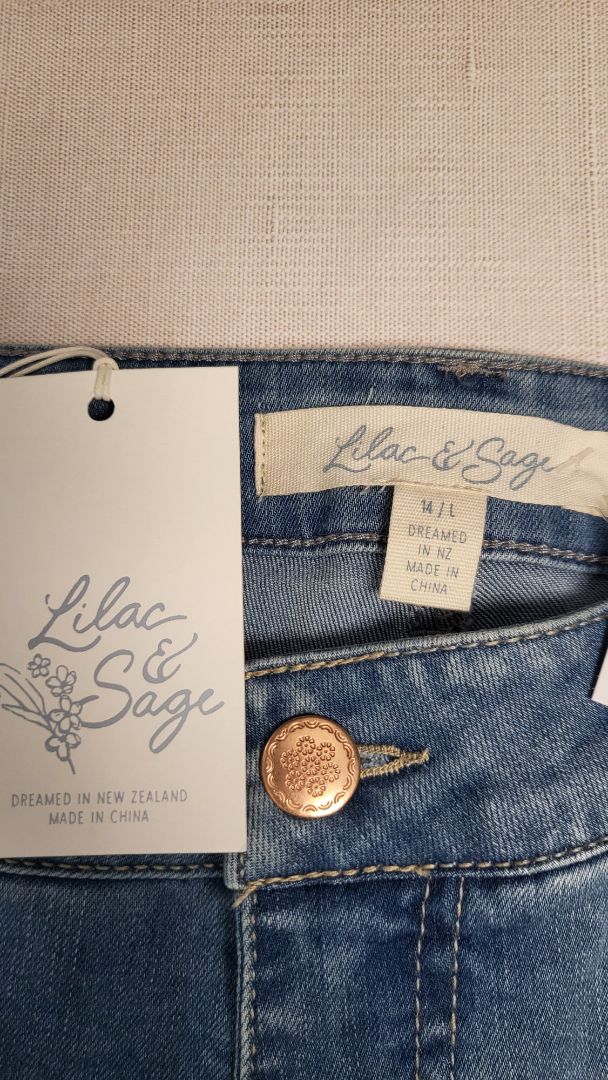 Lilac
&
Sage
DREAMED IN NEW ZEALAND
MADE IN CHINA
Lilac & Sage
14 / L
DREAMED
IN NZ
MADE IN
CHINA